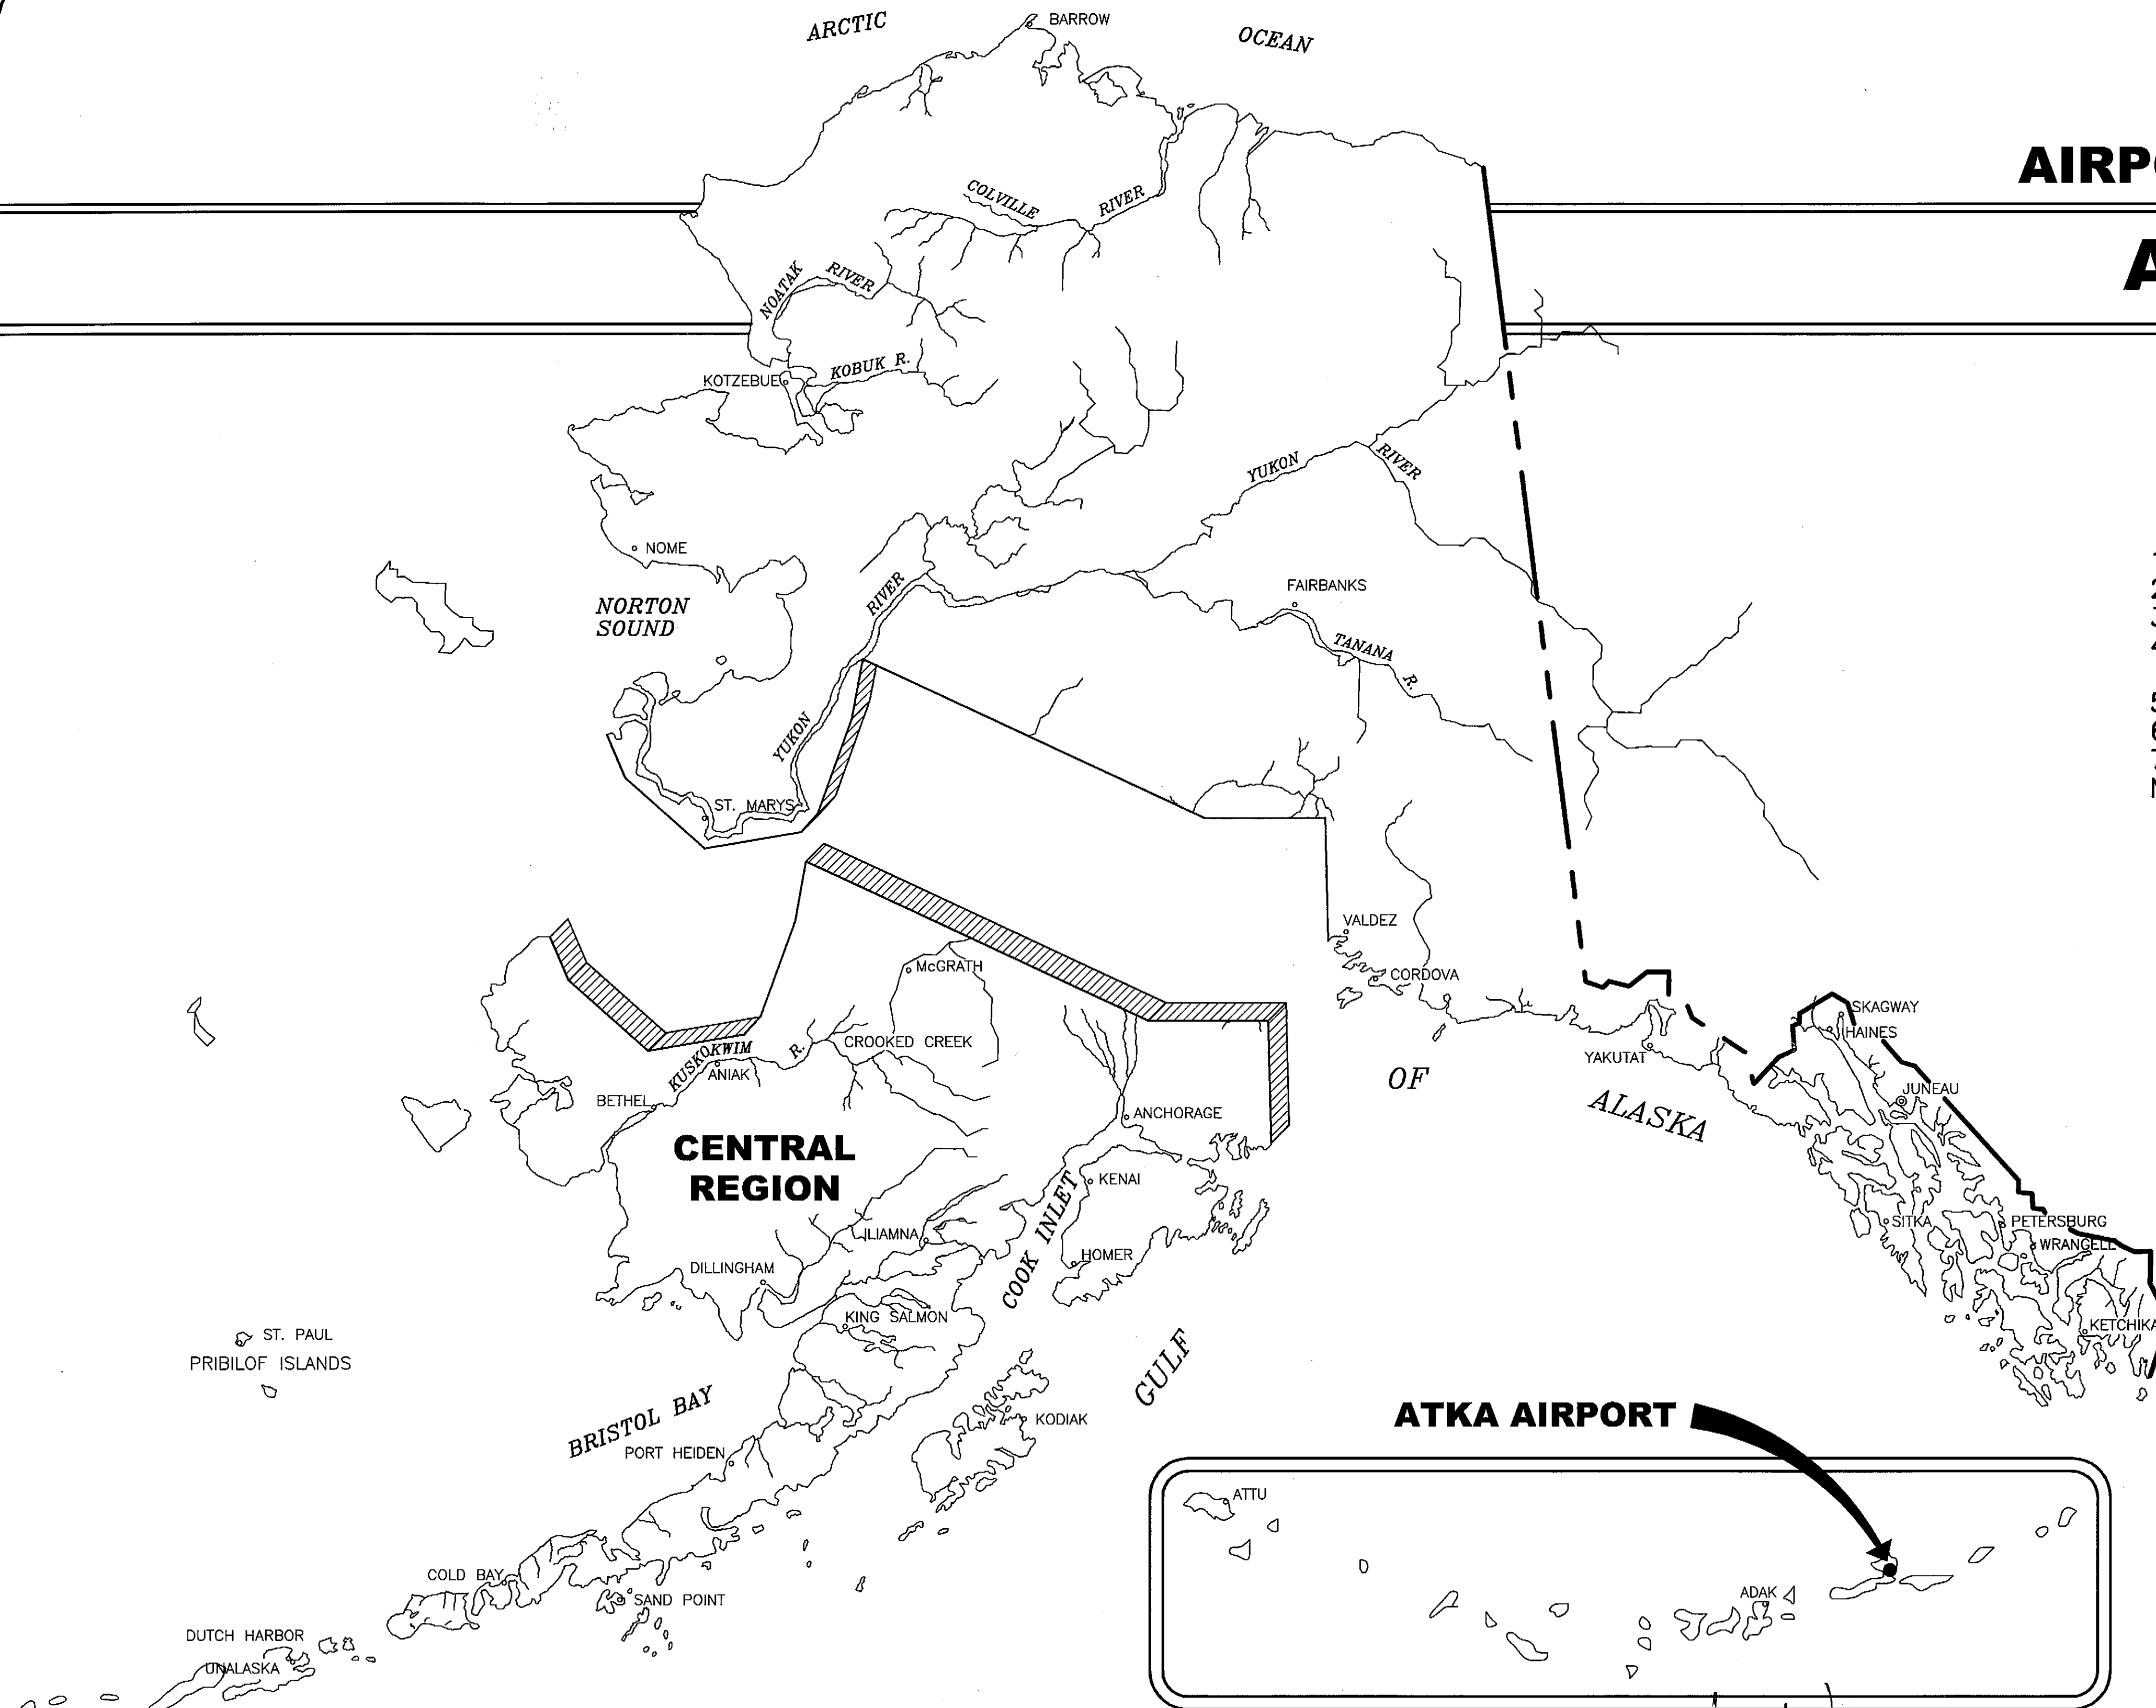 ARCTIC
BARROW
OCEAN
AIRP
COLVILLE
RIVER
A
NOATAK
RIVER
KOTZEBUE
KOBUK R.
YUKON
RIVER
NOME
NORTON
SOUND
RIVER
FAIRBANKS
TANANA
R.
YUKON
ST. MARYS
VALDEZ
McGRATH
CORDOVA
SKAGWAY
HAINES
CROOKED CREEK
KUSKOKWIM
R.
ANIAK
YAKUTAT
OF
ALASKA
JUNEAU
BETHEL
ANCHORAGE
CENTRAL
REGION
KENAI
COOK INLET
ILIAMNA
HOMER
SITKA
PETERSBURG
WRANGELL
DILLINGHAM
KING SALMON
KETCHIKA
ST. PAUL
PRIBILOF ISLANDS
GULF
BRISTOL BAY
KODIAK
ATKA AIRPORT
PORT HEIDEN
ATTU
COLD BAY
SAND POINT
ADAK
DUTCH HARBOR
UNALASKA